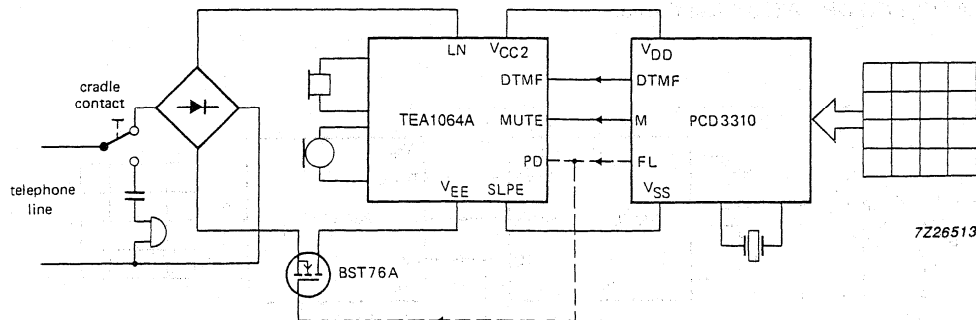 LN
VCC2
VDD
DTMF
DTMF
cradle
contact
TEA1064A
MUTE
M
PCD3310
PD
FL
telephone
line
VEE
SLPE
VSS
7Z26513
BST76A